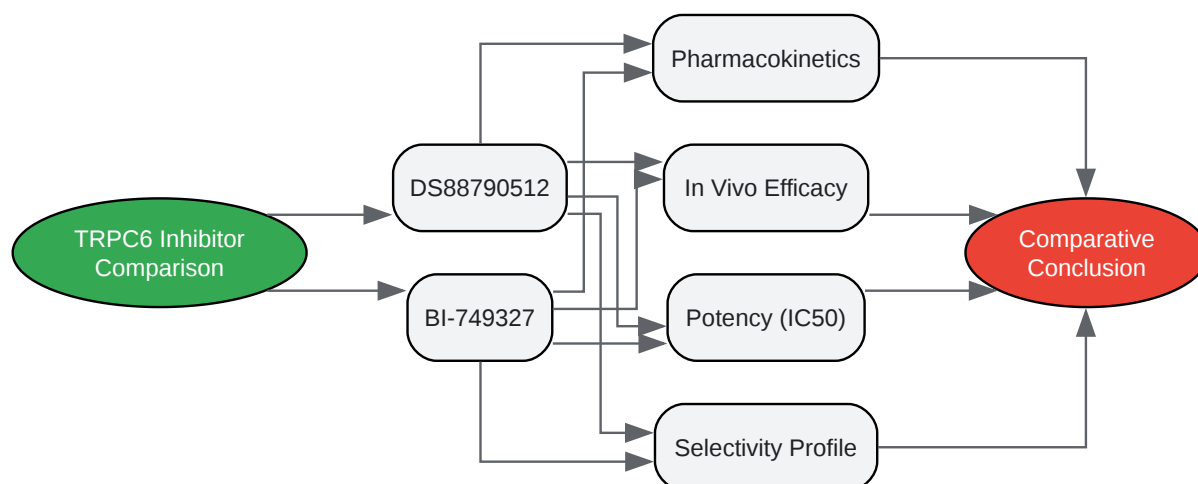 TRPC6 Inhibitor
Comparison
DS88790512
BI-749327
Pharmacokinetics
In Vivo Efficacy
Potency (IC50)
Selectivity Profile
Comparative
Conclusion